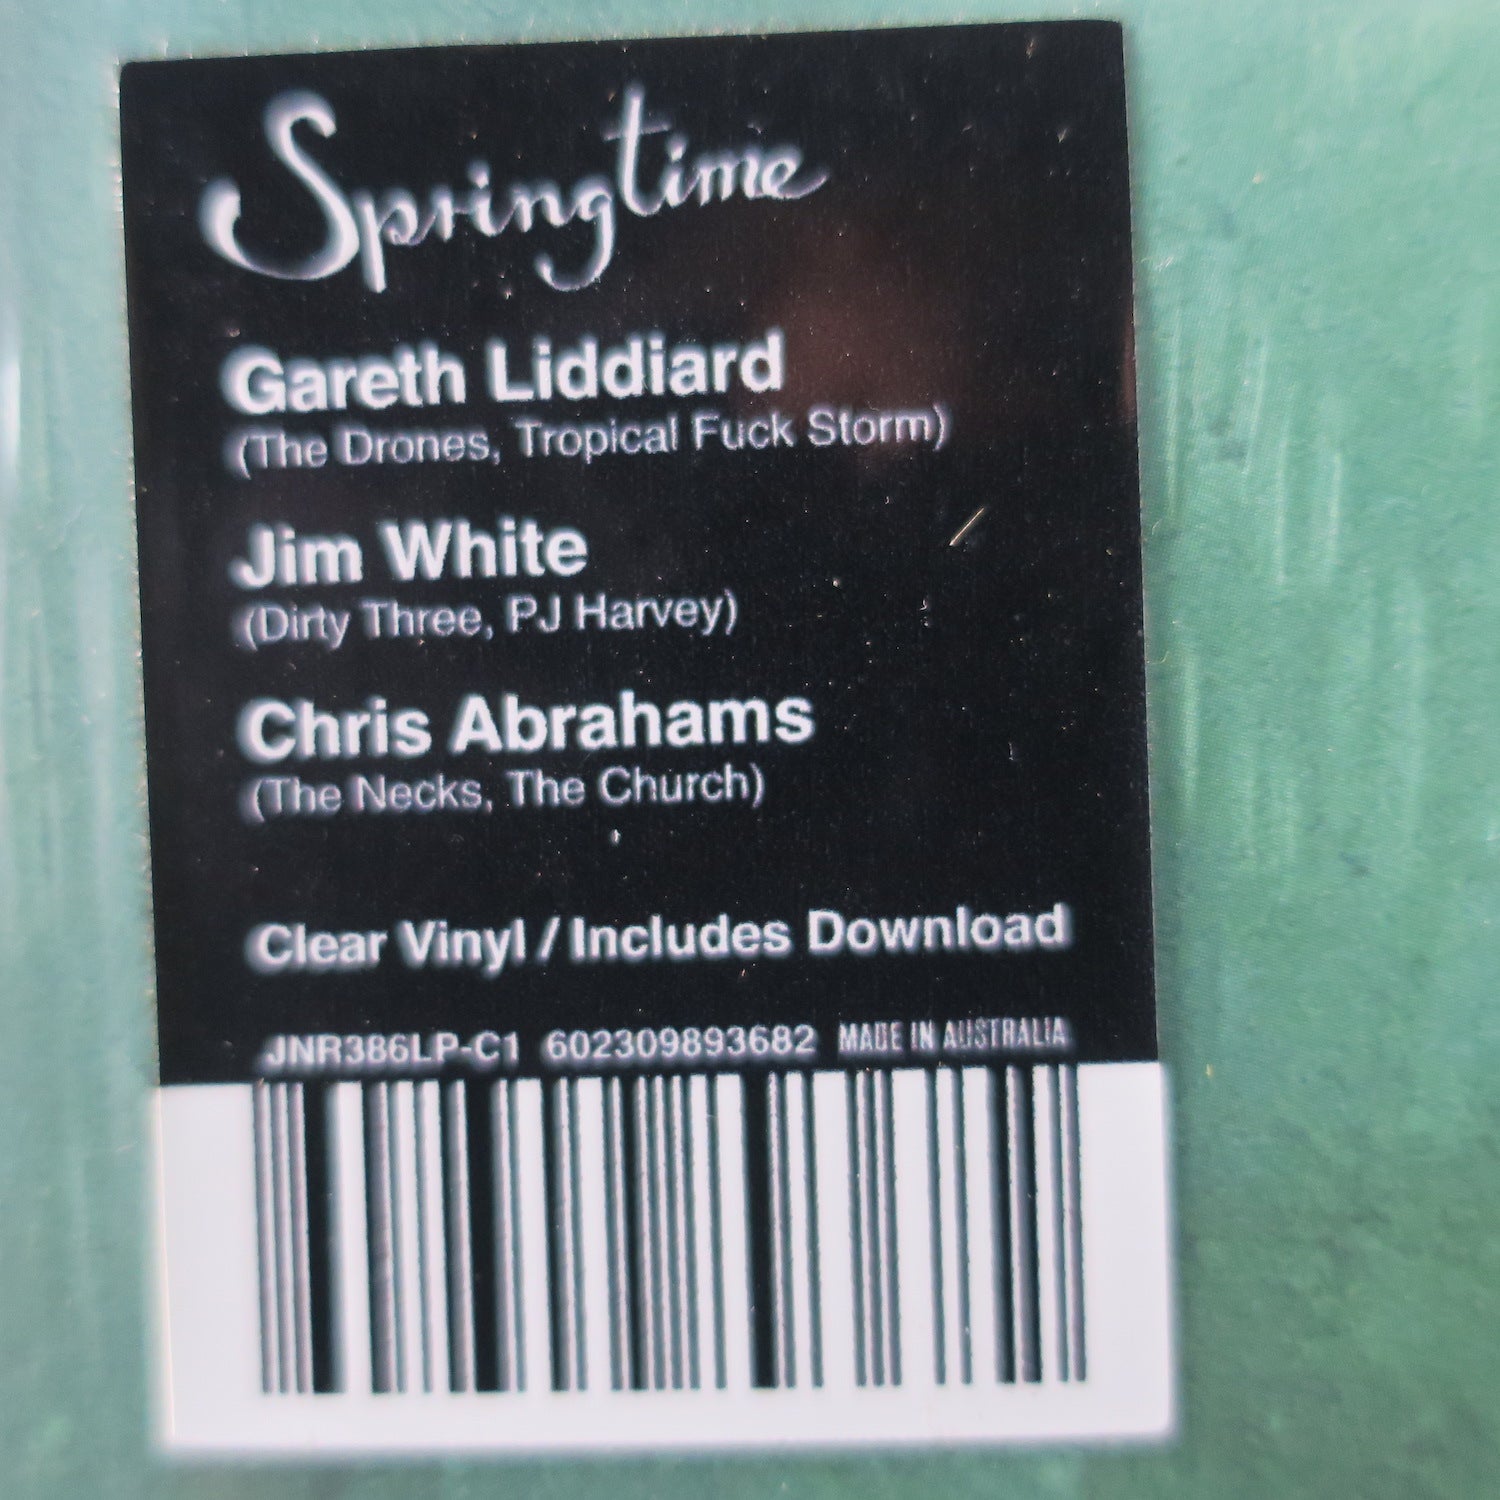 Springtime
Gareth Liddiard
(The Drones, Tropical Fuck Storm)
Jim White
(Dirty Three, PJ Harvey)
Chris Abrahams
(The Necks, The Church)
Clear Vinyl / Includes Download
JNR386LP-C1 602309893682 MADE IN AUSTRALIA